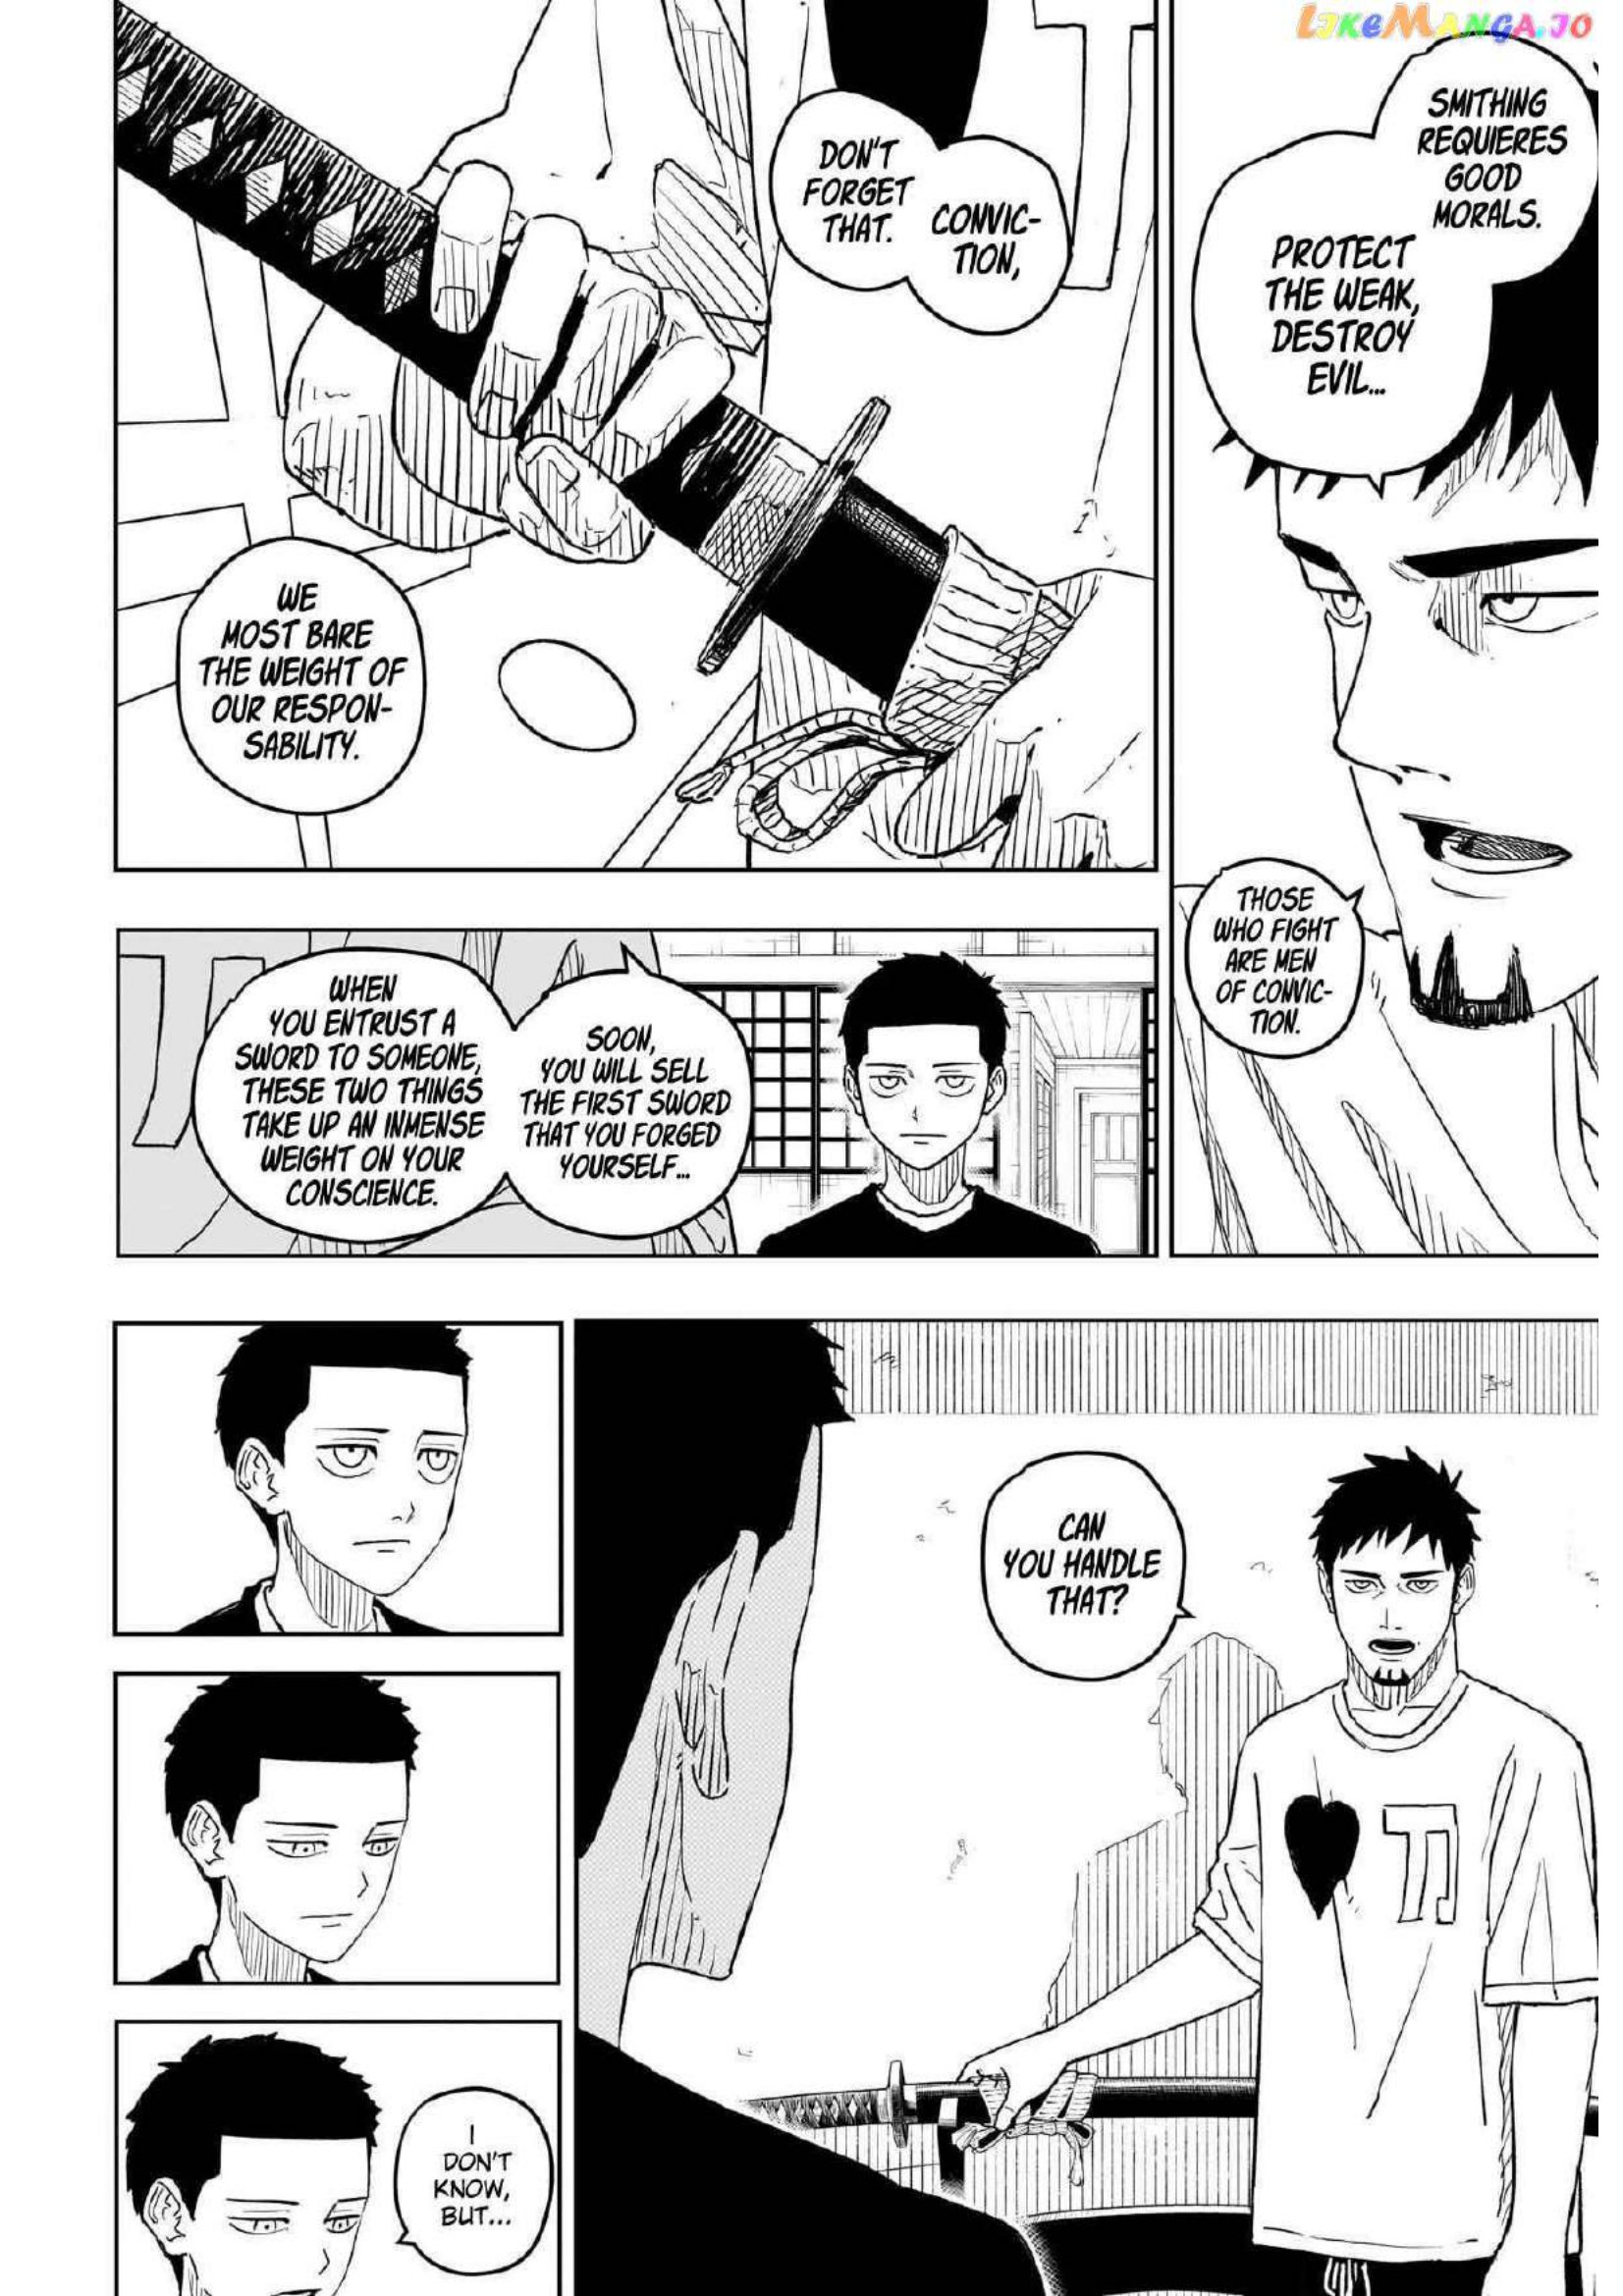 LIKEMANGA.IO
SMITHING
REQUIERES
GOOD
MORALS.
PROTECT
THE WEAK,
DESTROY
EVIL...
THOSE
WHO FIGHT
ARE MEN
OF CONVIC-
TION.
CONVIC-
TION,
DON'T
FORGET
THAT.
WE
MOST BARE
THE WEIGHT OF
OUR RESPON-
SABILITY.
SOON,
YOU WILL SELL
THE FIRST SWORD
THAT YOU FORGED
YOURSELF...
WHEN
YOU ENTRUST A
SWORD TO SOMEONE,
THESE TWO THINGS
TAKE UP AN INMENSE
WEIGHT ON YOUR
CONSCIENCE.
CAN
YOU HANDLE
THAT?
刀
I
DON'T
KNOW,
BUT...